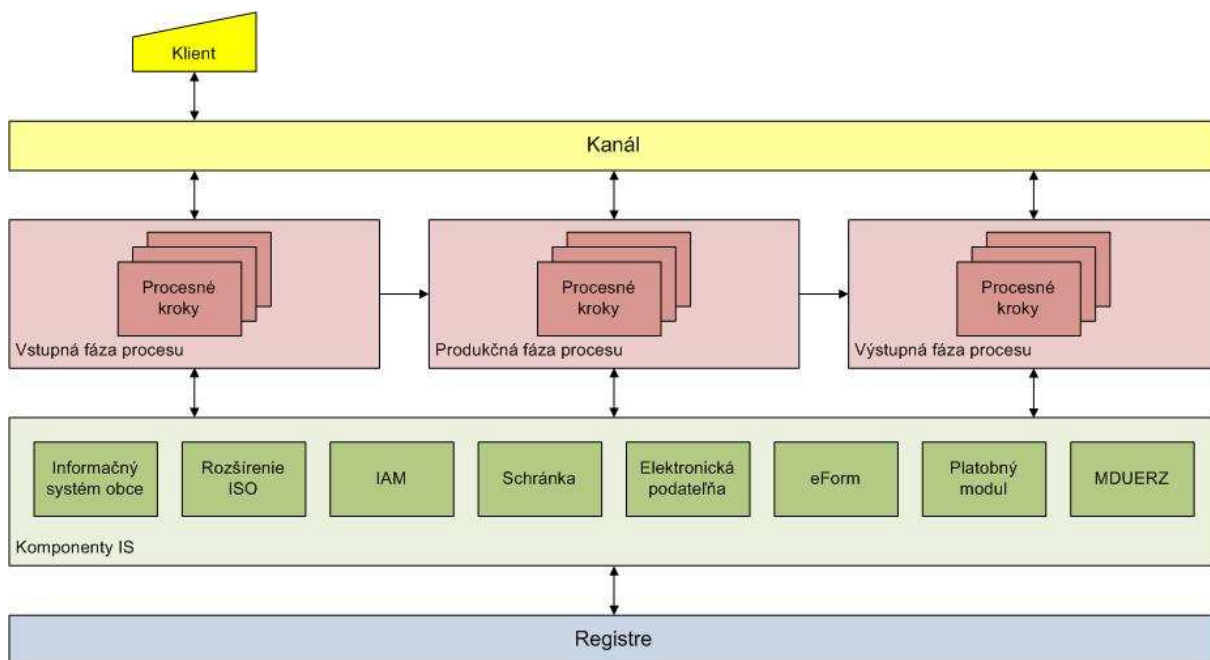 Klient
Kanál
Procesné
kroky
Vstupná fáza procesu
Procesné
kroky
Produkčná fáza procesu
Procesné
kroky
Výstupná fáza procesu
Informačný
systém obce
Rozšírenie
ISO
IAM
Schránka
Elektronická
podateľňa
eForm
Platobný
modul
MDUERZ
Komponenty IS
Registre